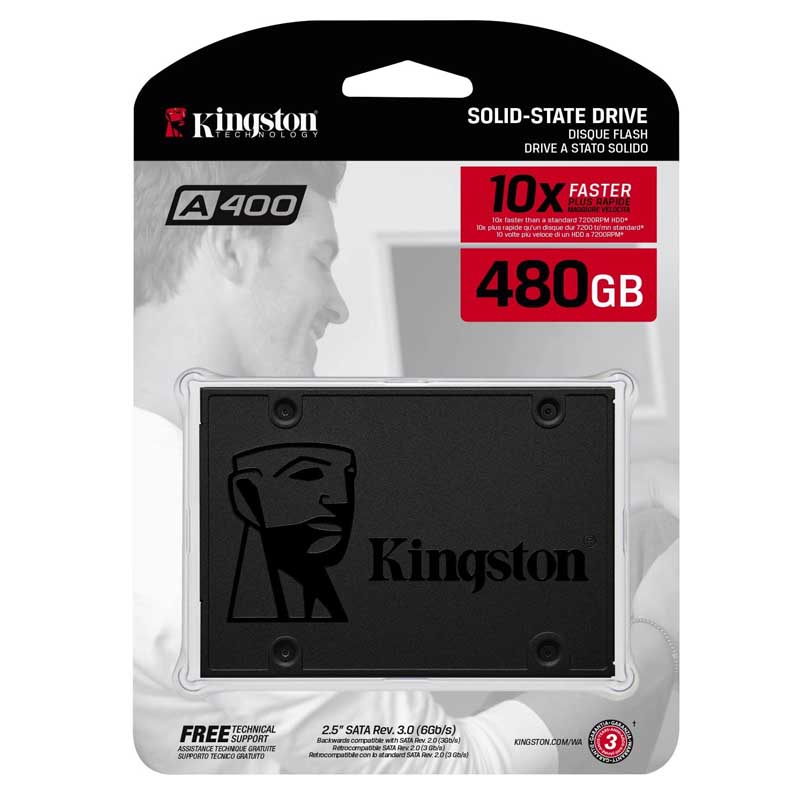 Kingston
TECHNOLOGY
SOLID-STATE DRIVE
DISQUE FLASH
DRIVE A STATO SOLIDO
A400
10x FASTER
PLUS RAPIDE
MAGGIORE VELOCITÀ
10x faster than a standard 7200RPM HDD*
10x plus rapide qu'un disque dur 7200 tr/mn standard*
10 volte più veloce di un HDD a 7200RPM*
480GB
Kingston®
FREE TECHNICAL SUPPORT
ASSISTANCE TECHNIQUE GRATUITE
SUPPORTO TECNICO GRATUITO
2.5" SATA Rev. 3.0 (6Gb/s)
Backwards compatible with SATA Rev. 2.0 (3Gb/s)
Rétrocompatible SATA Rev. 2.0 (3 Gb/s)
Retrocompatibile con lo standard SATA Rev. 2.0 (3 Gb/s)
KINGSTON.COM/WA
3
†